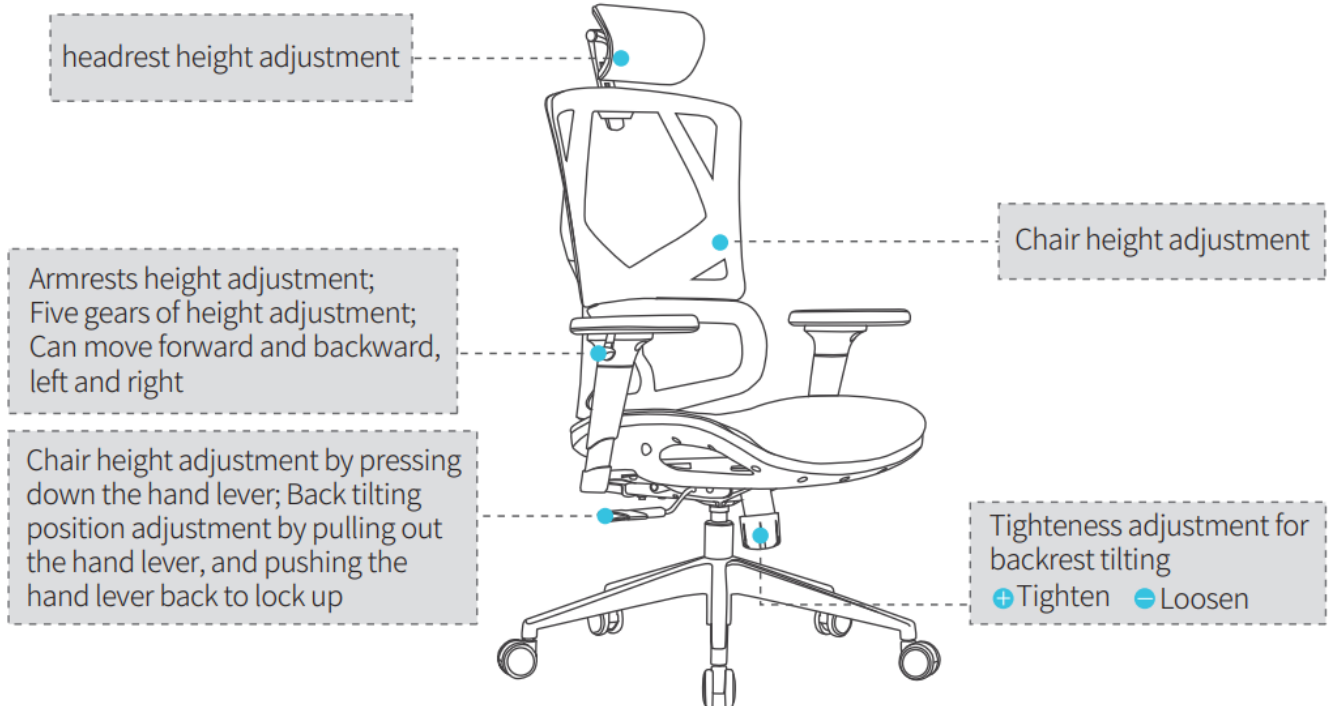 headrest height adjustment
Chair height adjustment
Armrests height adjustment;
Five gears of height adjustment;
Can move forward and backward,
left and right
Chair height adjustment by pressing
down the hand lever; Back tilting
position adjustment by pulling out
the hand lever, and pushing the
hand lever back to lock up
Tighteness adjustment for
backrest tilting
+ Tighten − Loosen